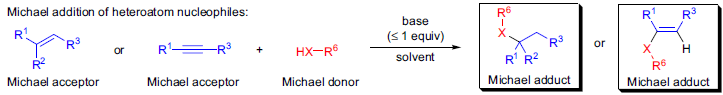 Michael addition of heteroatom nucleophiles:
R¹ R³ R²
Michael acceptor
or
R¹ R³
Michael acceptor
+
HX–R⁶
Michael donor
base
(≤ 1 equiv)
solvent
R⁶ X R³ R¹ R²
Michael adduct
or
R¹ R³ X H R⁶
Michael adduct